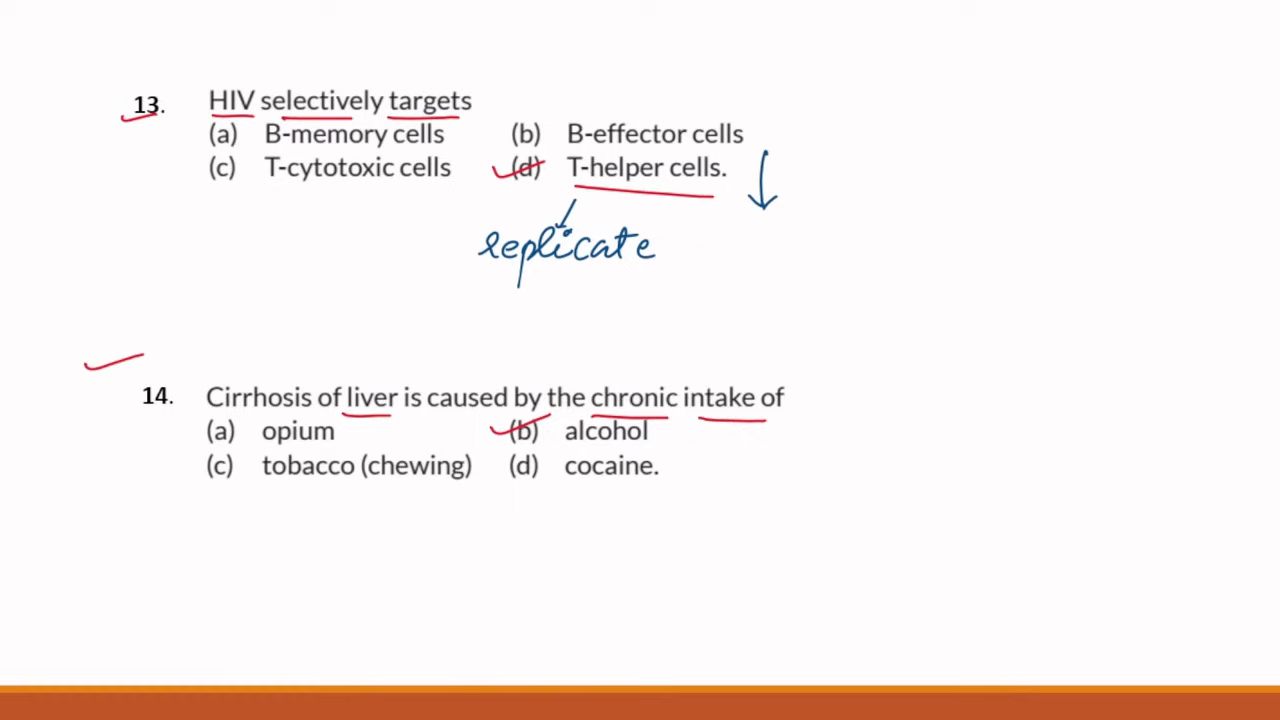 13. HIV selectively targets
(a) B-memory cells (b) B-effector cells
(c) T-cytotoxic cells (d) T-helper cells.
replicate
14. Cirrhosis of liver is caused by the chronic intake of
(a) opium (b) alcohol
(c) tobacco (chewing) (d) cocaine.